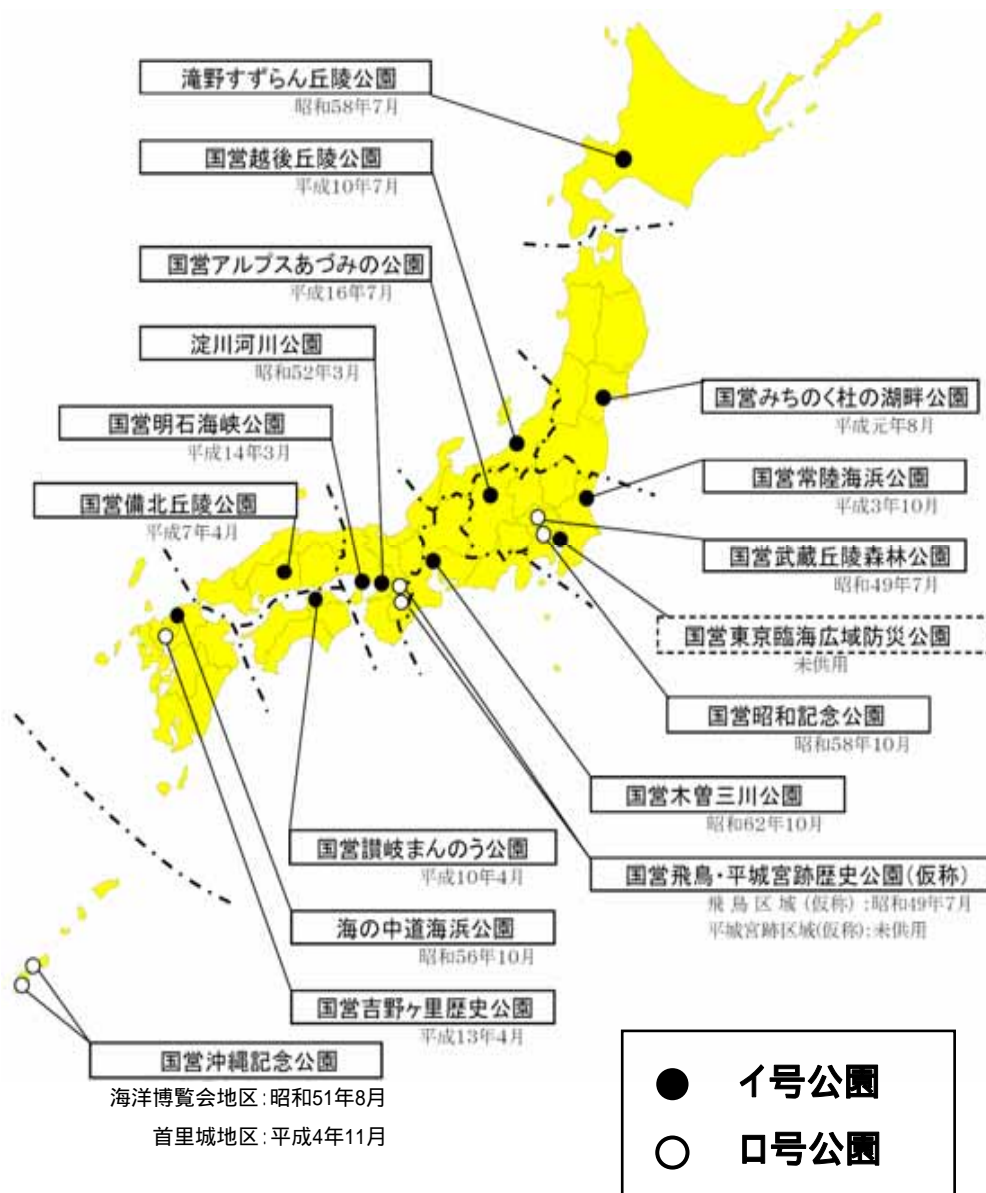 滝野すずらん丘陵公園
昭和58年7月
国営越後丘陵公園
平成10年7月
国営アルプスあづみの公園
平成16年7月
淀川河川公園
昭和52年3月
国営明石海峡公園
平成14年3月
国営備北丘陵公園
平成7年4月
国営みちのく杜の湖畔公園
平成元年8月
国営常陸海浜公園
平成3年10月
国営武蔵丘陵森林公園
昭和49年7月
国営東京臨海広域防災公園
未供用
国営昭和記念公園
昭和58年10月
国営木曽三川公園
昭和62年10月
国営飛鳥・平城宮跡歴史公園(仮称)
飛鳥区域(仮称):昭和49年7月
平城宮跡区域(仮称):未供用
国営讃岐まんのう公園
平成10年4月
海の中道海浜公園
昭和56年10月
国営吉野ヶ里歴史公園
平成13年4月
国営沖縄記念公園
海洋博覧会地区:昭和51年8月
首里城地区:平成4年11月
イ号公園
ロ号公園